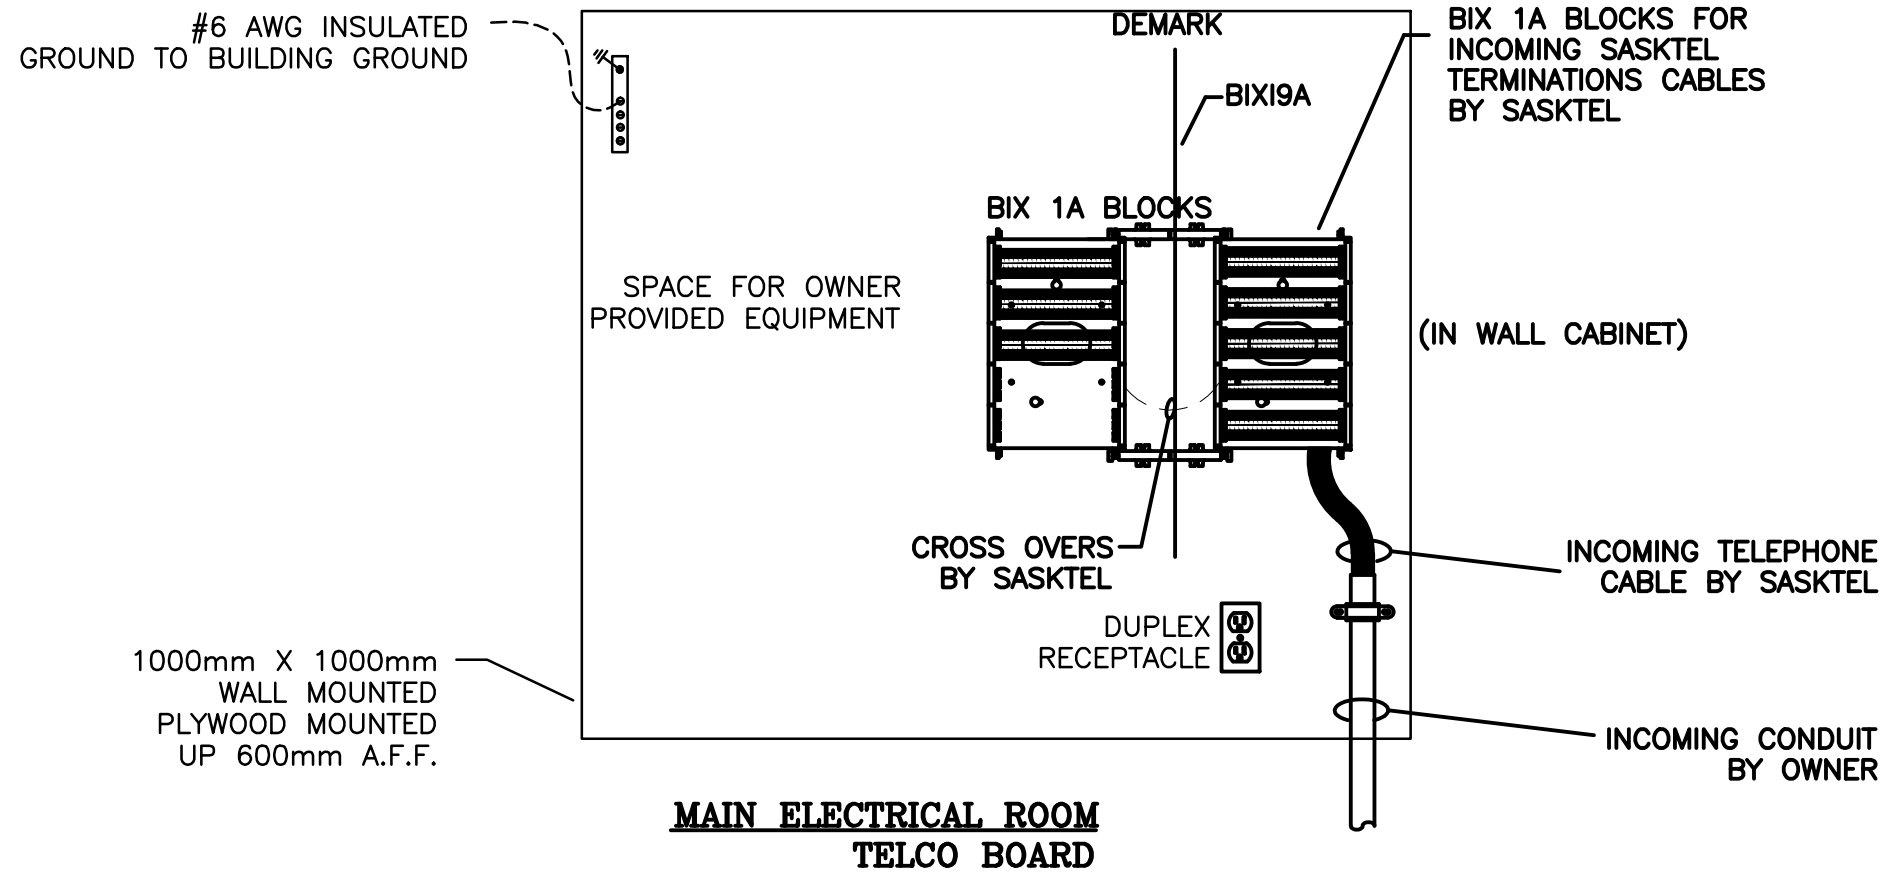 #6 AWG INSULATED
GROUND TO BUILDING GROUND
DEMARK
BIX 1A BLOCKS FOR
INCOMING SASKTEL
TERMINATIONS CABLES
BY SASKTEL
BIX19A
BIX 1A BLOCKS
SPACE FOR OWNER
PROVIDED EQUIPMENT
(IN WALL CABINET)
CROSS OVERS
BY SASKTEL
INCOMING TELEPHONE
CABLE BY SASKTEL
DUPLEX
RECEPTACLE
1000mm X 1000mm
WALL MOUNTED
PLYWOOD MOUNTED
UP 600mm A.F.F.
INCOMING CONDUIT
BY OWNER
MAIN ELECTRICAL ROOM
TELCO BOARD